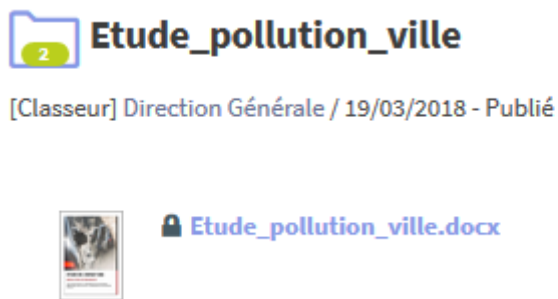 Etude_pollution_ville
2
[Classeur] Direction Générale / 19/03/2018 - Publié
Etude_pollution_ville.docx